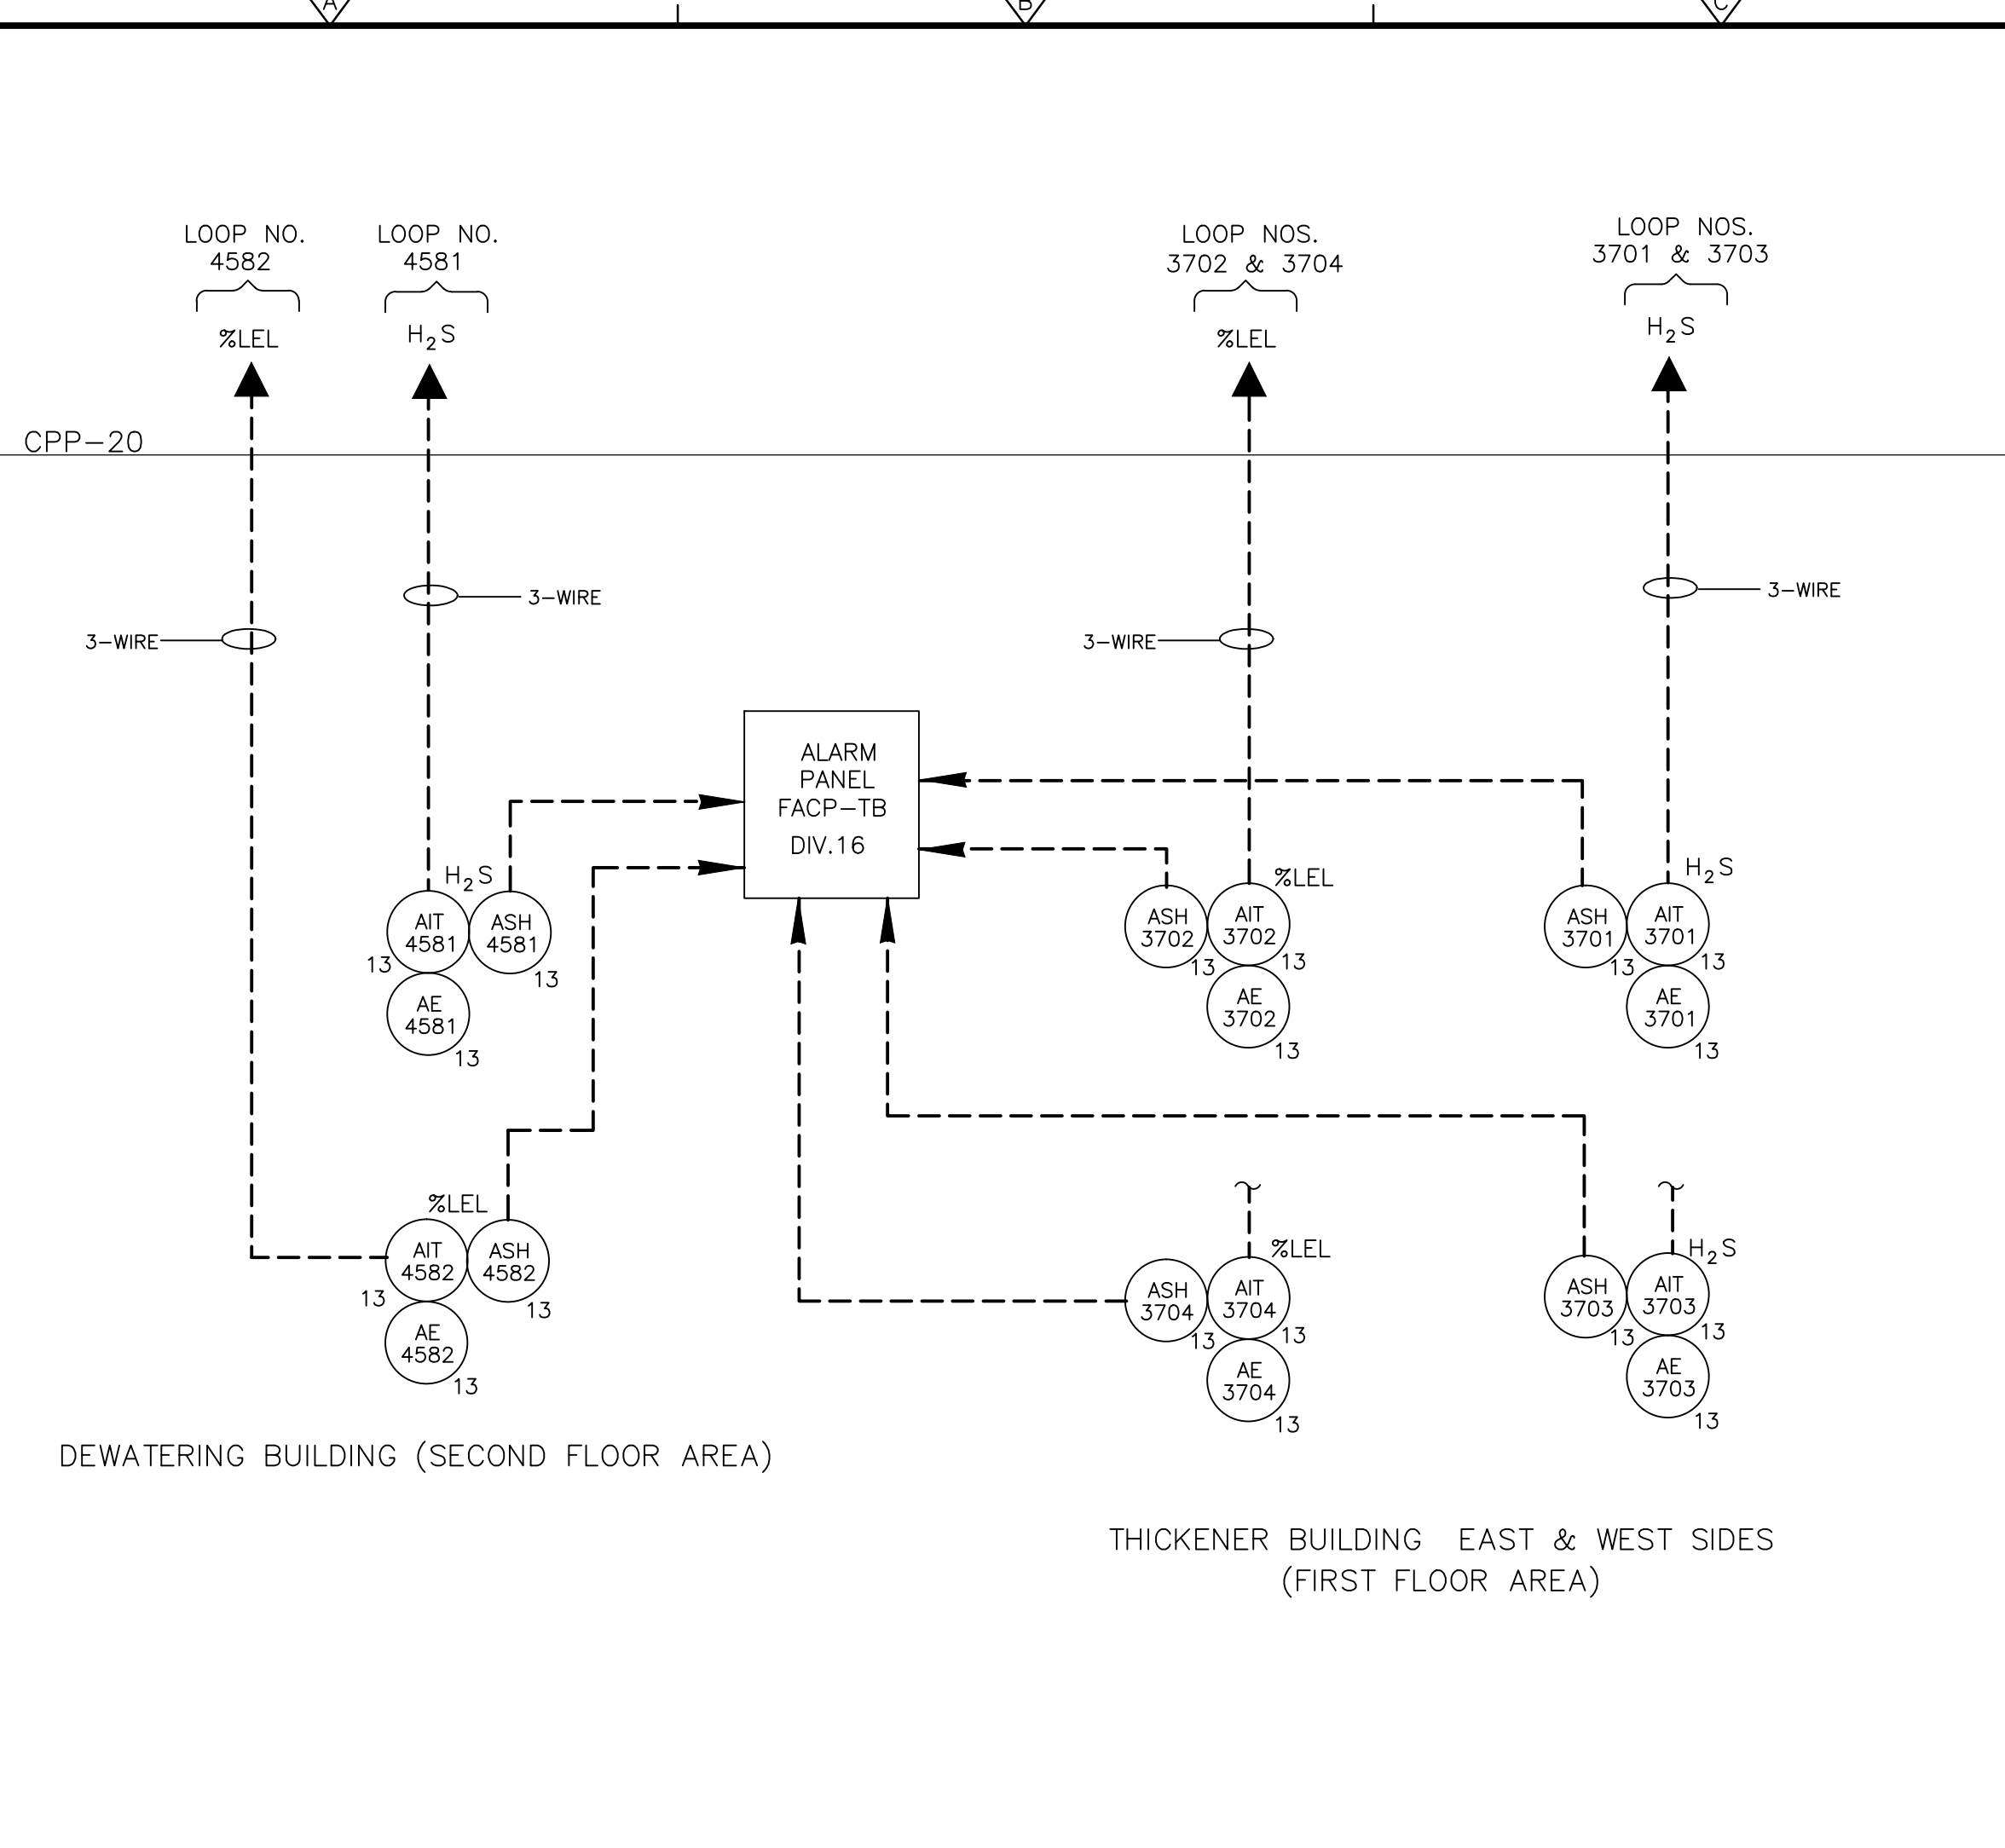 A
B
C
LOOP NO.
4582
%LEL
LOOP NO.
4581
H2S
LOOP NOS.
3702 & 3704
%LEL
LOOP NOS.
3701 & 3703
H2S
CPP-20
3-WIRE
3-WIRE
3-WIRE
3-WIRE
ALARM
PANEL
FACP-TB
DIV.16
H2S
AIT
4581
13
ASH
4581
13
AE
4581
13
ASH
3702
13
%LEL
AIT
3702
13
AE
3702
13
ASH
3701
13
H2S
AIT
3701
13
AE
3701
13
%LEL
AIT
4582
13
ASH
4582
13
AE
4582
13
ASH
3704
13
%LEL
AIT
3704
13
AE
3704
13
ASH
3703
13
H2S
AIT
3703
13
AE
3703
13
DEWATERING BUILDING (SECOND FLOOR AREA)
THICKENER BUILDING EAST & WEST SIDES
(FIRST FLOOR AREA)